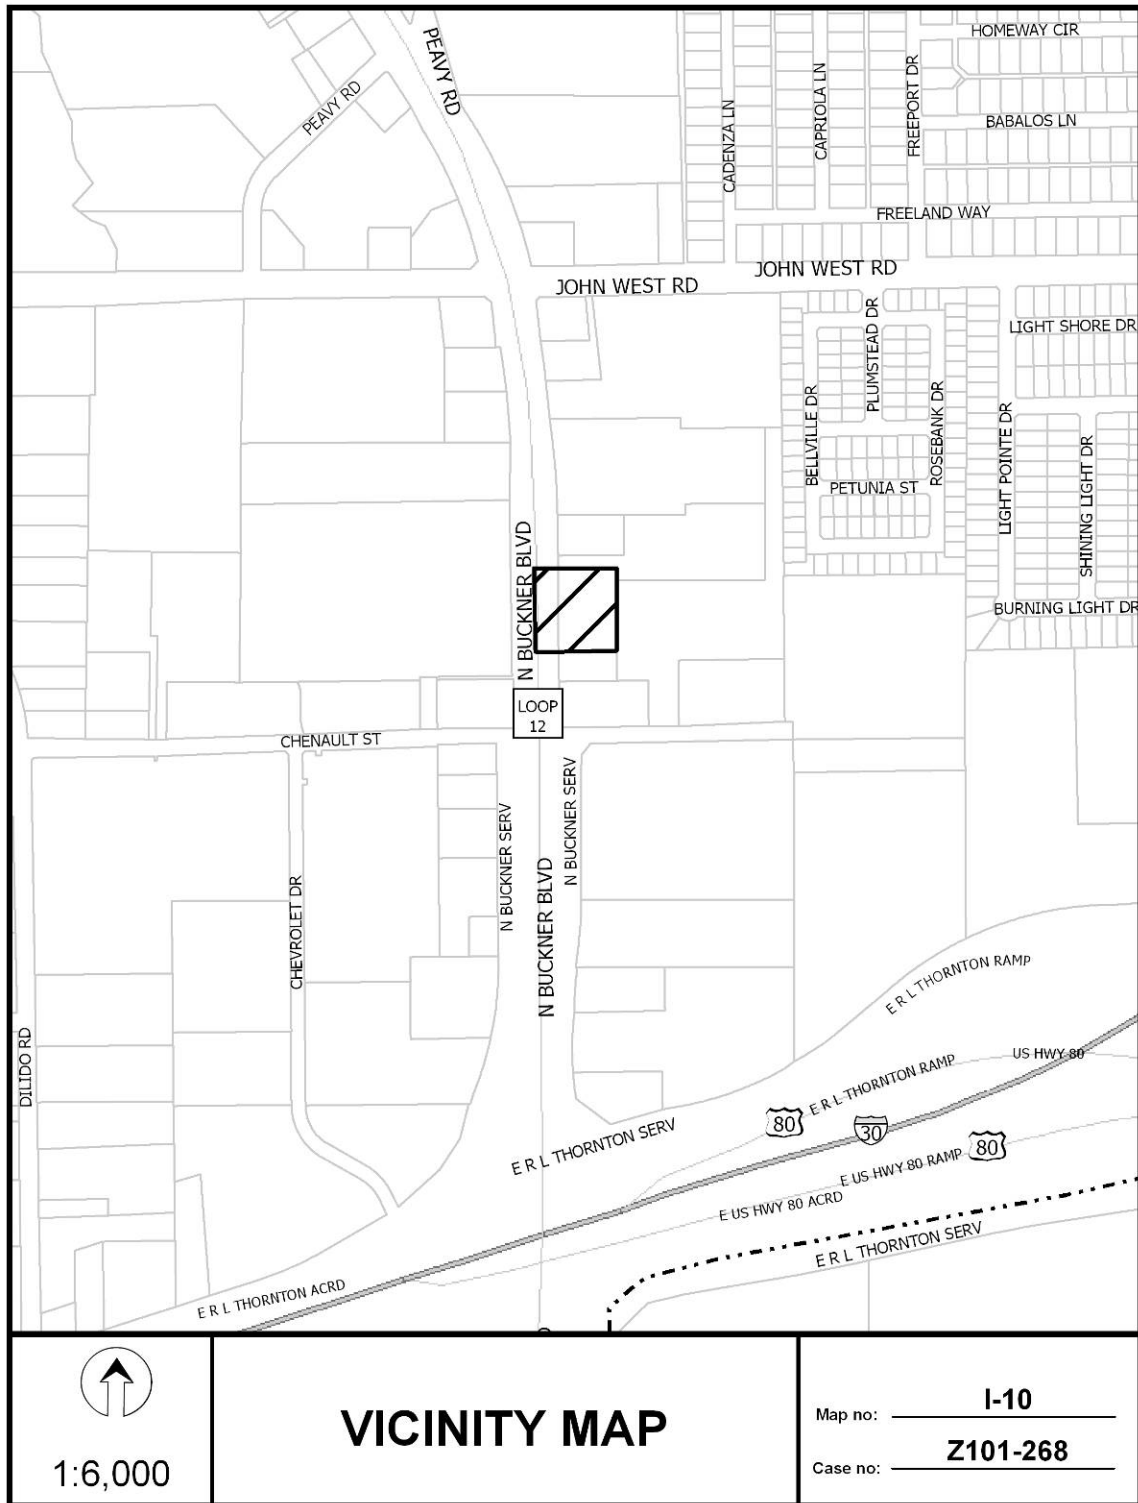 HOMEWAY CIR
PEAVY RD
PEAVY RD
CADENZA LN
CAPRIOLA LN
FREEPORT DR
BABALOS LN
FREELAND WAY
JOHN WEST RD
JOHN WEST RD
LIGHT SHORE DR
PLUMSTEAD DR
BELLVILLE DR
ROSEBANK DR
LIGHT POINTE DR
SHINING LIGHT DR
PETUNIA ST
N BUCKNER BLVD
BURNING LIGHT DR
LOOP
12
CHENAULT ST
N BUCKNER SERV
N BUCKNER SERV
N BUCKNER BLVD
CHEVROLET DR
DILIDO RD
E R L THORNTON RAMP
US HWY 80
E R L THORNTON RAMP
80
30
80
E R L THORNTON SERV
E US HWY 80 RAMP
E US HWY 80 ACRD
E R L THORNTON SERV
E R L THORNTON ACRD
1:6,000
VICINITY MAP
Map no: I-10
Case no: Z101-268